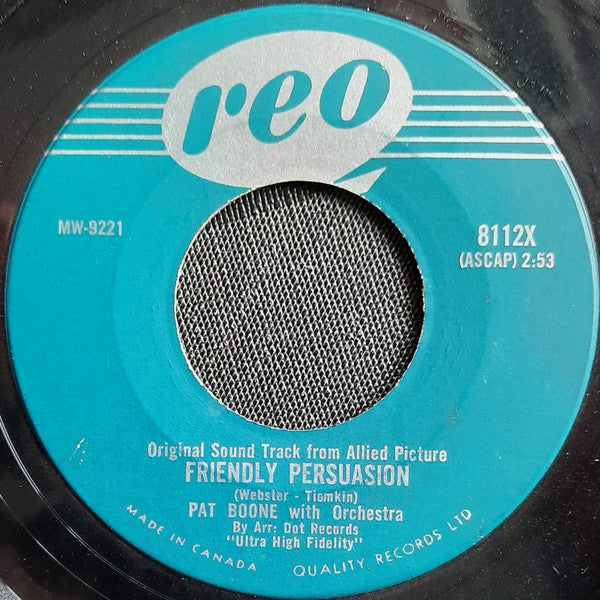 reo
MW-9221
8112X
(ASCAP) 2:53
Original Sound Track from Allied Picture
FRIENDLY PERSUASION
(Webster - Tiomkin)
PAT BOONE with Orchestra
By Arr: Dot Records
"Ultra High Fidelity"
MADE IN CANADA QUALITY RECORDS LTD